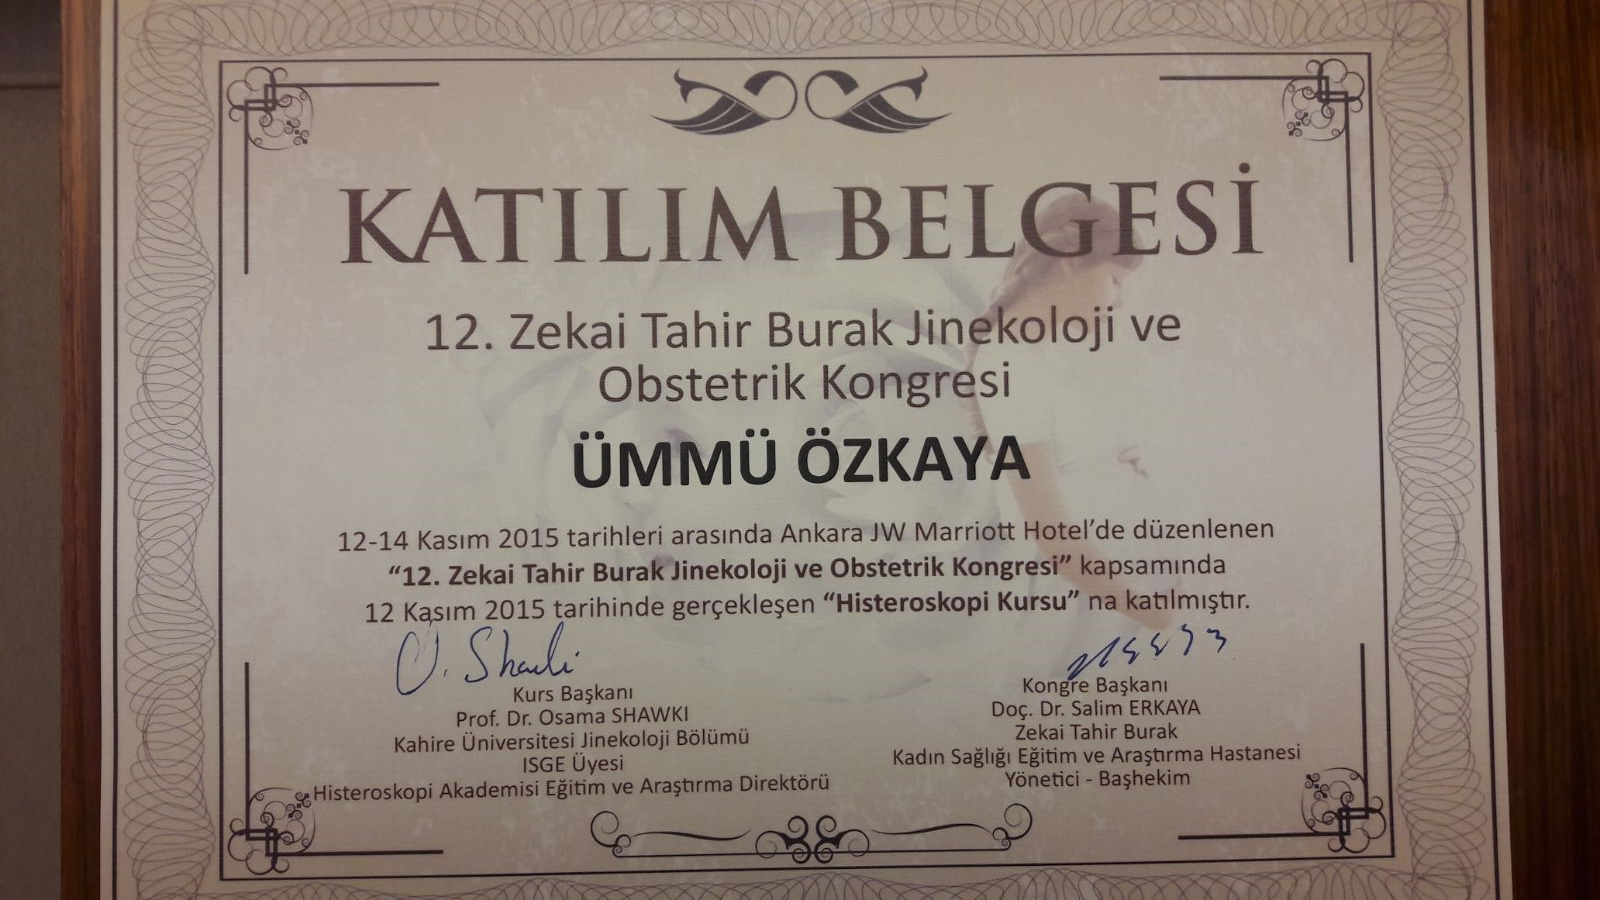 KATILIM BELGESİ
12. Zekai Tahir Burak Jinekoloji ve
Obstetrik Kongresi
ÜMMÜ ÖZKAYA
12-14 Kasım 2015 tarihleri arasında Ankara JW Marriott Hotel’de düzenlenen
“12. Zekai Tahir Burak Jinekoloji ve Obstetrik Kongresi” kapsamında
12 Kasım 2015 tarihinde gerçekleşen “Histeroskopi Kursu” na katılmıştır.
Kurs Başkanı
Prof. Dr. Osama SHAWKI
Kahire Üniversitesi Jinekoloji Bölümü
ISGE Üyesi
Histeroskopi Akademisi Eğitim ve Araştırma Direktörü
Kongre Başkanı
Doç. Dr. Salim ERKAYA
Zekai Tahir Burak
Kadın Sağlığı Eğitim ve Araştırma Hastanesi
Yönetici - Başhekim